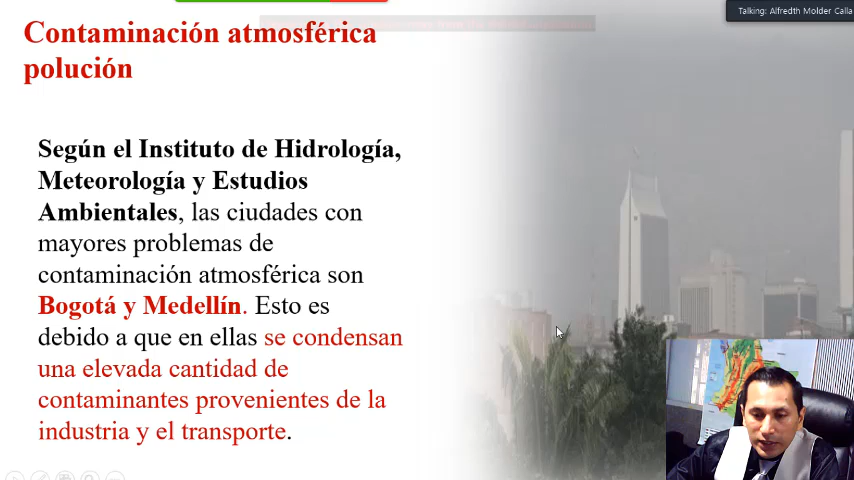 Talking: Alfredth Molder Calla
Contaminación atmosférica
polución
Según el Instituto de Hidrología,
Meteorología y Estudios
Ambientales, las ciudades con
mayores problemas de
contaminación atmosférica son
Bogotá y Medellín. Esto es
debido a que en ellas se condensan
una elevada cantidad de
contaminantes provenientes de la
industria y el transporte.